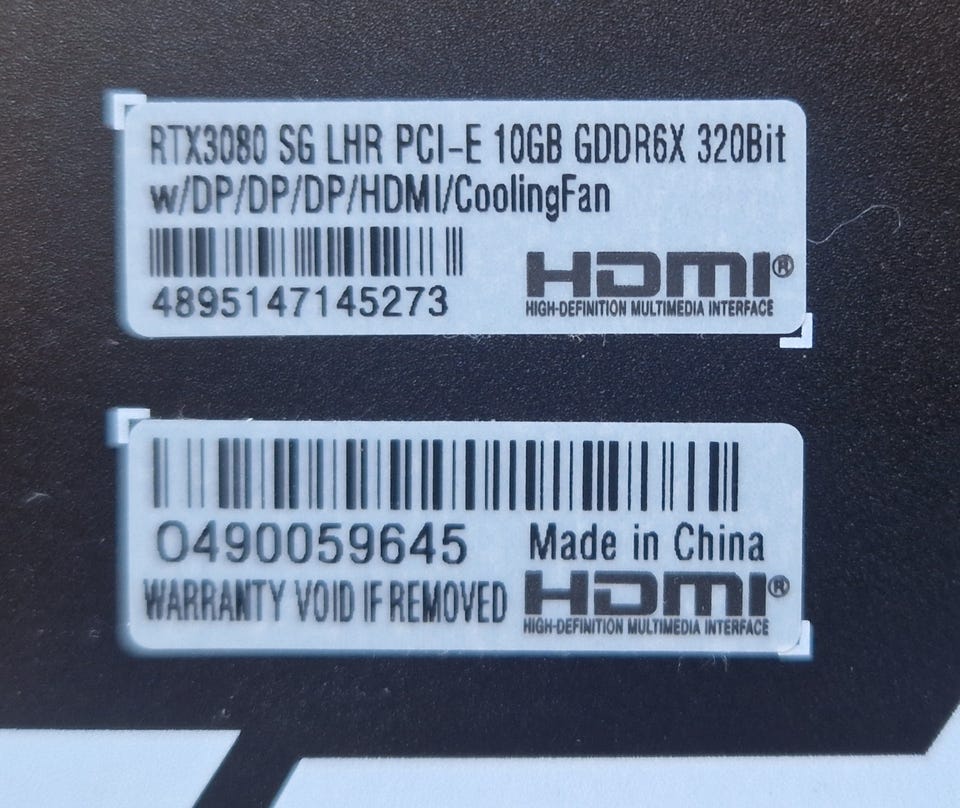 RTX3080 SG LHR PCI-E 10GB GDDR6X 320Bit
w/DP/DP/DP/HDMI/CoolingFan
4895147145273
HDMI®
HIGH-DEFINITION MULTIMEDIA INTERFACE
O490059645
Made in China
WARRANTY VOID IF REMOVED
HDMI®
HIGH-DEFINITION MULTIMEDIA INTERFACE